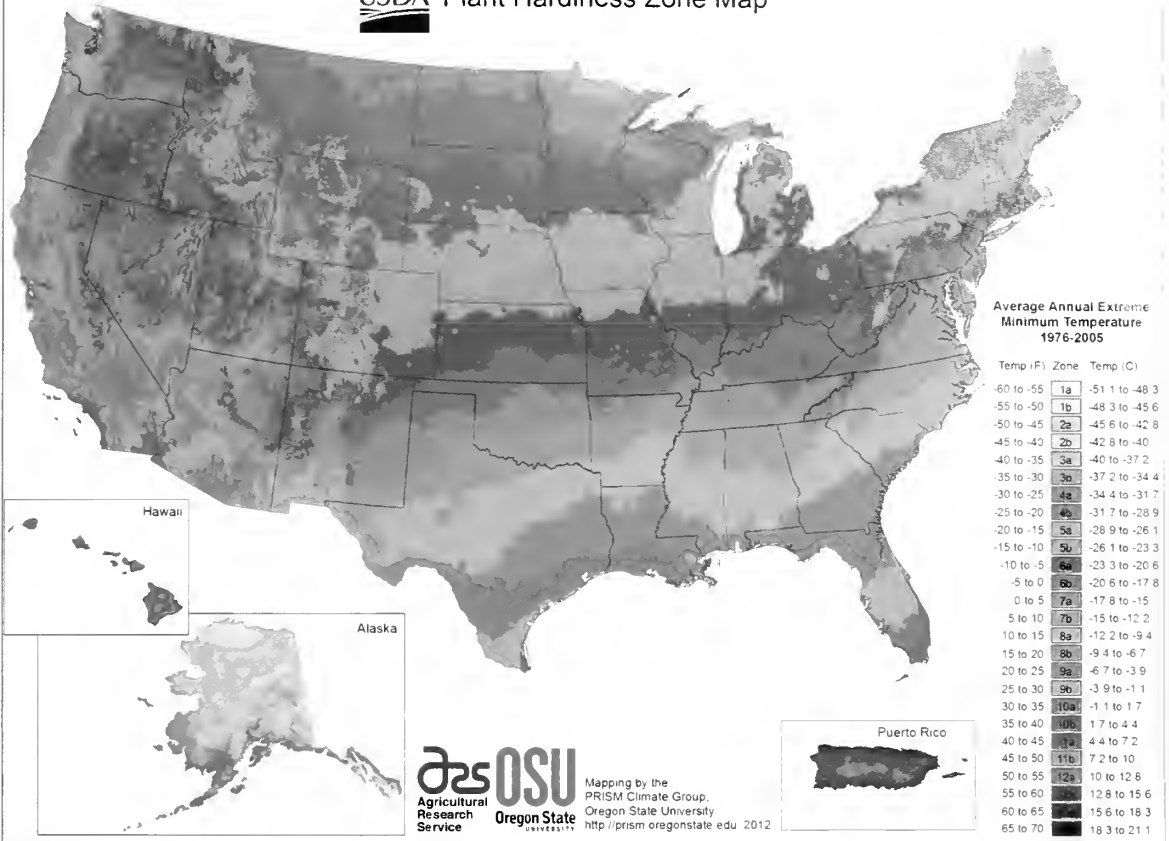 USDA Plant Hardiness Zone Map
Average Annual Extreme
Minimum Temperature
1976-2005
Temp (F) Zone Temp (C)
-60 to -55 1a -51 1 to -48 3
-55 to -50 1b -48 3 to -45 6
-50 to -45 2a -45 6 to -42 8
-45 to -40 2b -42 8 to -40
-40 to -35 3a -40 to -37 2
-35 to -30 3b -37 2 to -34 4
-30 to -25 4a -34 4 to -31 7
-25 to -20 4b -31 7 to -28 9
-20 to -15 5a -28 9 to -26 1
-15 to -10 5b -26 1 to -23 3
-10 to -5 6a -23 3 to -20 6
-5 to 0 6b -20 6 to -17 8
0 to 5 7a -17 8 to -15
5 to 10 7b -15 to -12 2
10 to 15 8a -12 2 to -9 4
15 to 20 8b -9 4 to -6 7
20 to 25 9a -6 7 to -3 9
25 to 30 9b -3 9 to -1 1
30 to 35 10a -1 1 to 1 7
35 to 40 10b 1 7 to 4 4
40 to 45 4 4 to 7 2
45 to 50 11b 7 2 to 10
50 to 55 12a 10 to 12 8
55 to 60 12 8 to 15 6
60 to 65 15 6 to 18 3
65 to 70 18 3 to 21 1
Hawaii
Alaska
Puerto Rico
ars
Agricultural
Research
Service
OSU
Oregon State
UNIVERSITY
Mapping by the
PRISM Climate Group,
Oregon State University
http://prism oregonstate edu 2012